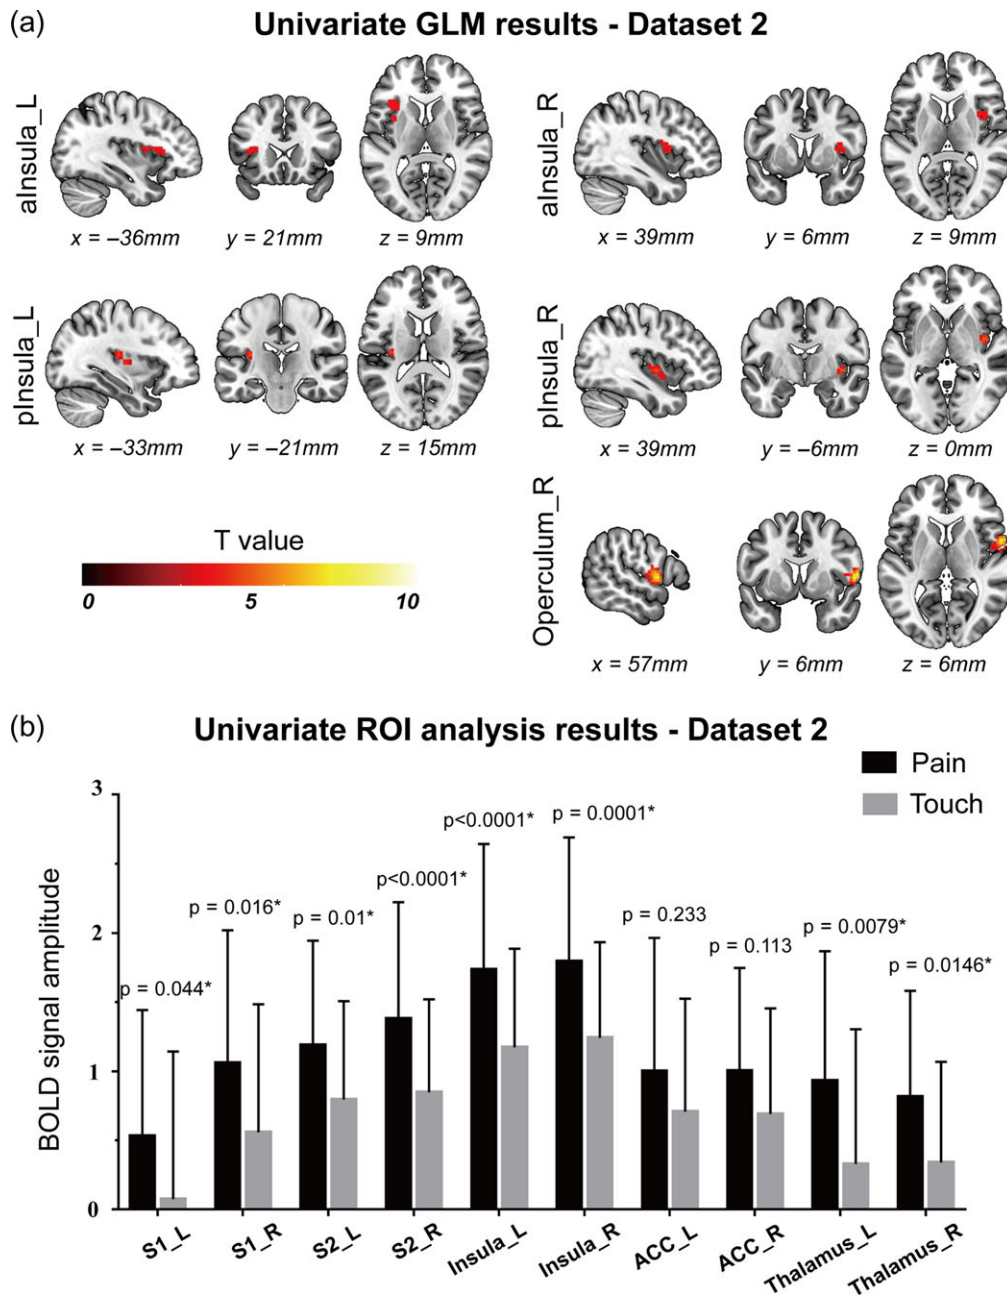 (a)
Univariate GLM results - Dataset 2
aInsula_L
x = −36mm
y = 21mm
z = 9mm
aInsula_R
x = 39mm
y = 6mm
z = 9mm
pInsula_L
x = −33mm
y = −21mm
z = 15mm
pInsula_R
x = 39mm
y = −6mm
z = 0mm
T value
0
5
10
Operculum_R
x = 57mm
y = 6mm
z = 6mm
(b)
Univariate ROI analysis results - Dataset 2
Pain
Touch
BOLD signal amplitude
3
2
1
0
p = 0.044*
p = 0.016*
p = 0.01*
p<0.0001*
p<0.0001*
p = 0.0001*
p = 0.233
p = 0.113
p = 0.0079*
p = 0.0146*
S1_L
S1_R
S2_L
S2_R
Insula_L
Insula_R
ACC_L
ACC_R
Thalamus_L
Thalamus_R